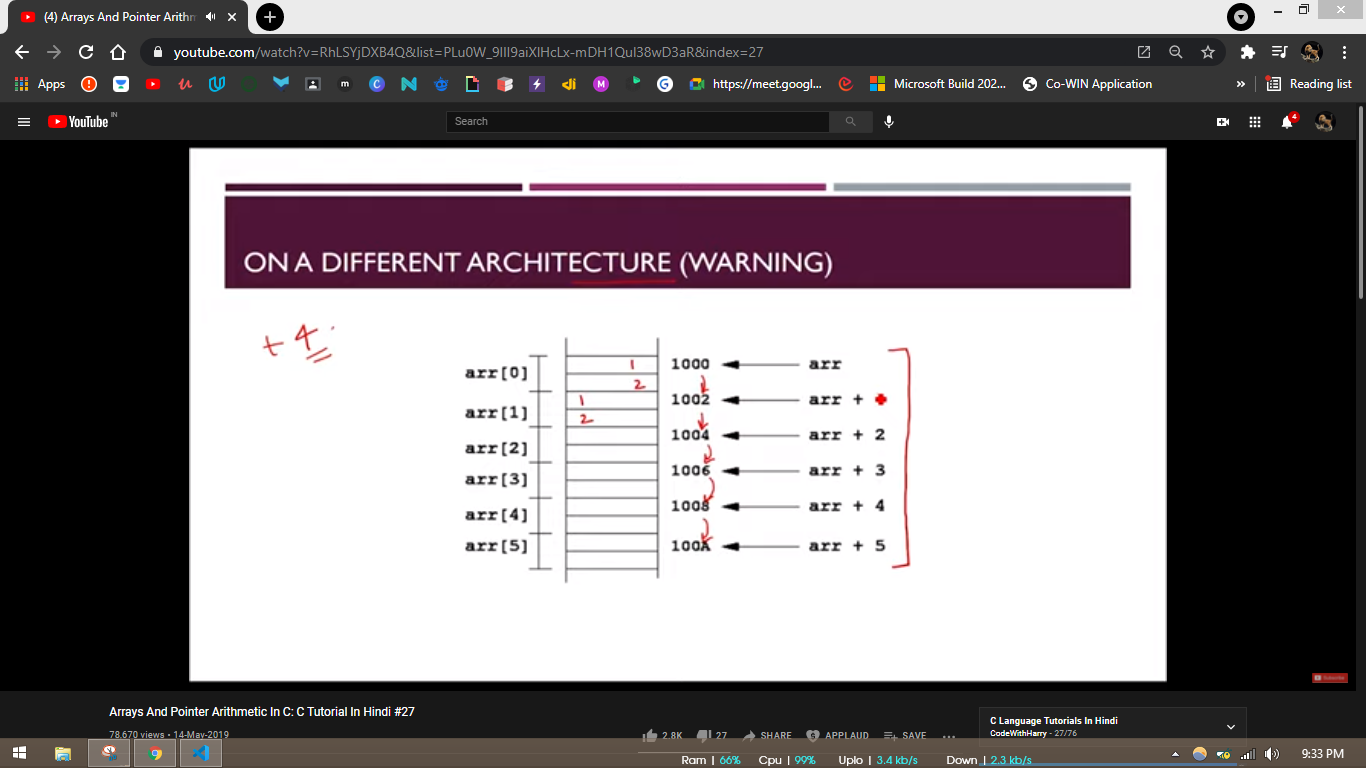 (4) Arrays And Pointer Arithm
youtube.com/watch?v=RhLSYjDXB4Q&list=PLu0W_9lII9aiXlHcLx-mDH1Qul38wD3aR&index=27
Apps
https://meet.googl...
Microsoft Build 202...
Co-WIN Application
»
Reading list
YouTube IN
Search
4
ON A DIFFERENT ARCHITECTURE (WARNING)
+ 4
arr[0] 1 1000 arr
2
arr[1] 1 1002 arr +
2
1004 arr + 2
arr[2]
1006 arr + 3
arr[3]
arr[4] 1008 arr + 4
arr[5] 100A arr + 5
Subscribe
Arrays And Pointer Arithmetic In C: C Tutorial In Hindi #27
78,670 views • 14-May-2019
2.8K 27 SHARE APPLAUD SAVE ...
C Language Tutorials In Hindi
CodeWithHarry - 27/76
Ram | 66% Cpu | 99% Uplo | 3.4 kb/s Down | 2.3 kb/s
9:33 PM